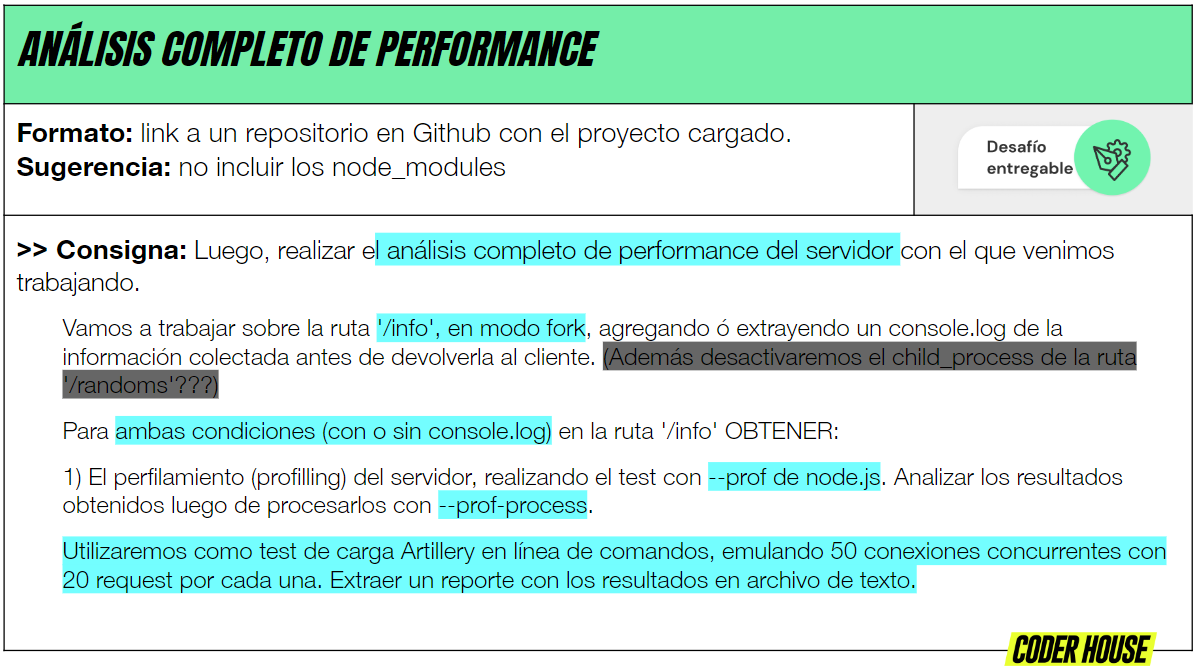 ANÁLISIS COMPLETO DE PERFORMANCE
Formato: link a un repositorio en Github con el proyecto cargado.
Sugerencia: no incluir los node_modules
Desafío
entregable
>> Consigna: Luego, realizar el análisis completo de performance del servidor con el que venimos
trabajando.
Vamos a trabajar sobre la ruta '/info', en modo fork, agregando ó extrayendo un console.log de la
información colectada antes de devolverla al cliente. (Además desactivaremos el child_process de la ruta
'/randoms'???)
Para ambas condiciones (con o sin console.log) en la ruta '/info' OBTENER:
1) El perfilamiento (profilling) del servidor, realizando el test con --prof de node.js. Analizar los resultados
obtenidos luego de procesarlos con --prof-process.
Utilizaremos como test de carga Artillery en línea de comandos, emulando 50 conexiones concurrentes con
20 request por cada una. Extraer un reporte con los resultados en archivo de texto.
CODER HOUSE